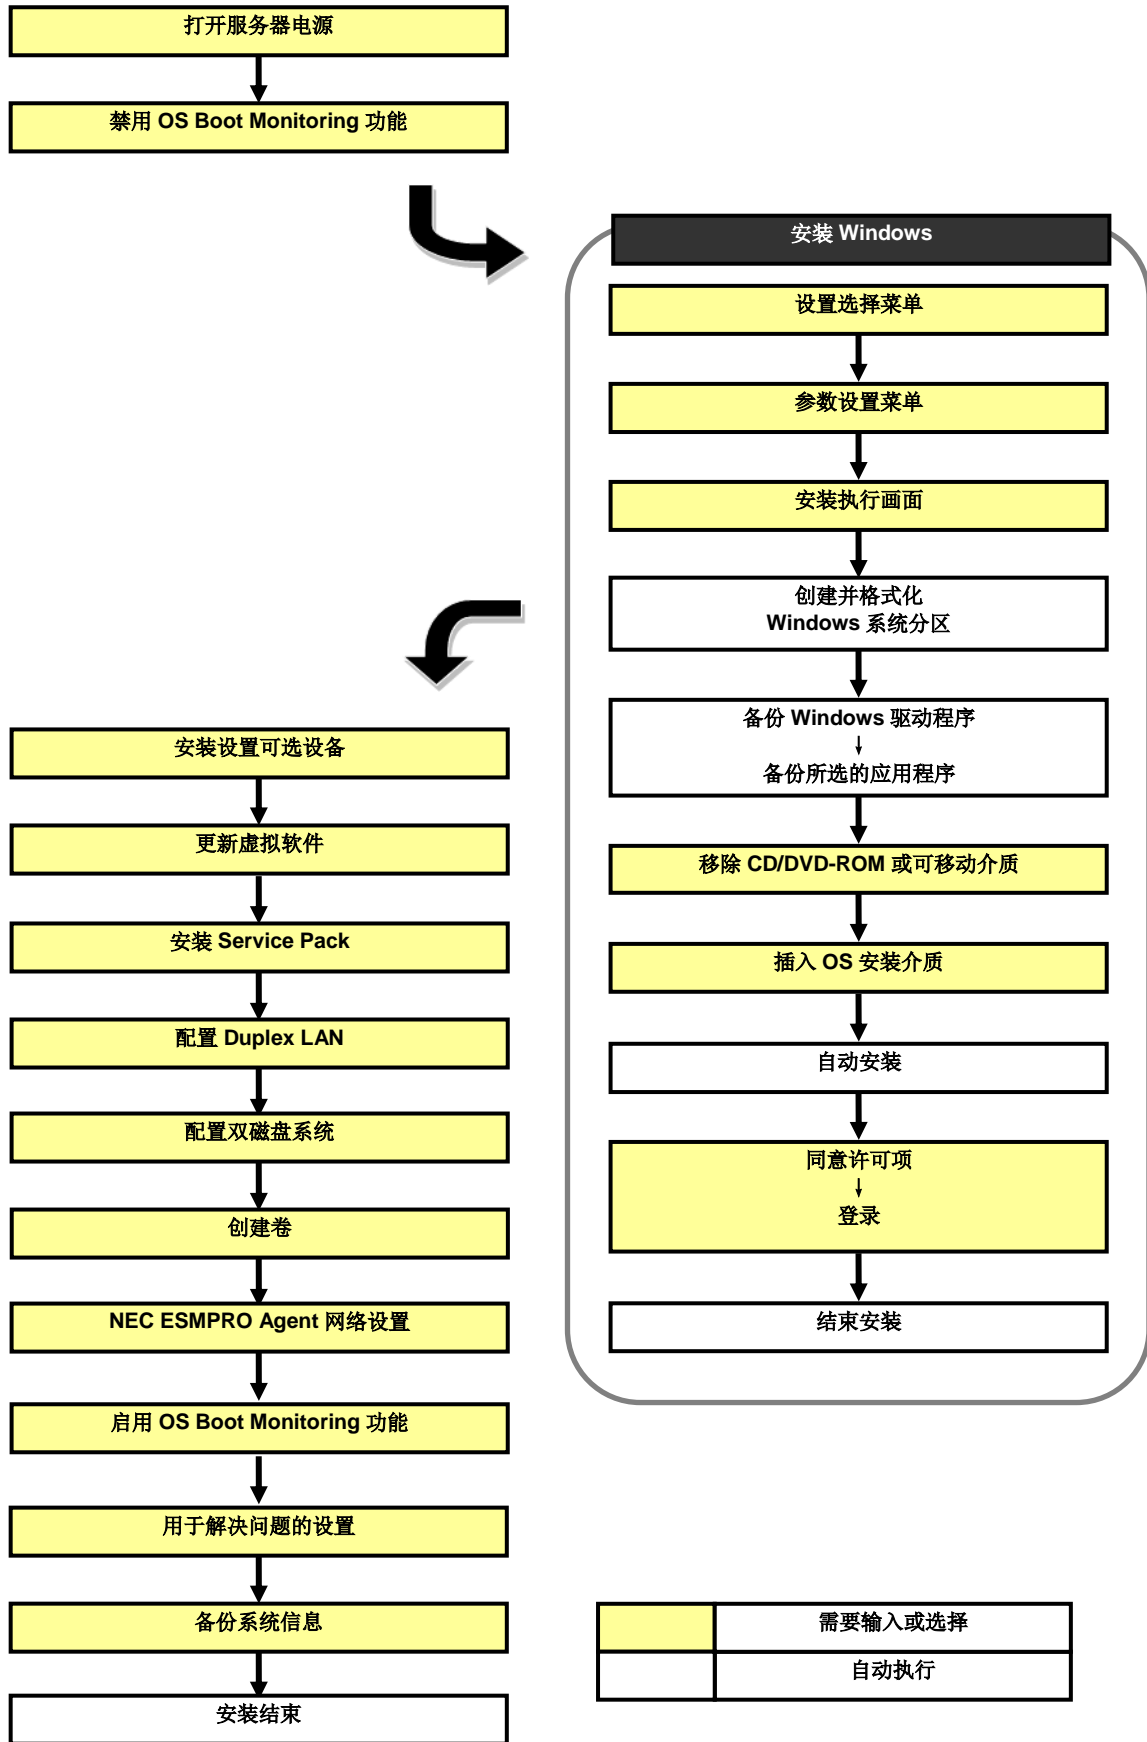 打开服务器电源
禁用 OS Boot Monitoring 功能
安装 Windows
设置选择菜单
参数设置菜单
安装执行画面
创建并格式化
Windows 系统分区
备份 Windows 驱动程序
↓
备份所选的应用程序
移除 CD/DVD-ROM 或可移动介质
插入 OS 安装介质
自动安装
同意许可项
↓
登录
结束安装
安装设置可选设备
更新虚拟软件
安装 Service Pack
配置 Duplex LAN
配置双磁盘系统
创建卷
NEC ESMPRO Agent 网络设置
启用 OS Boot Monitoring 功能
用于解决问题的设置
备份系统信息
安装结束
需要输入或选择
自动执行